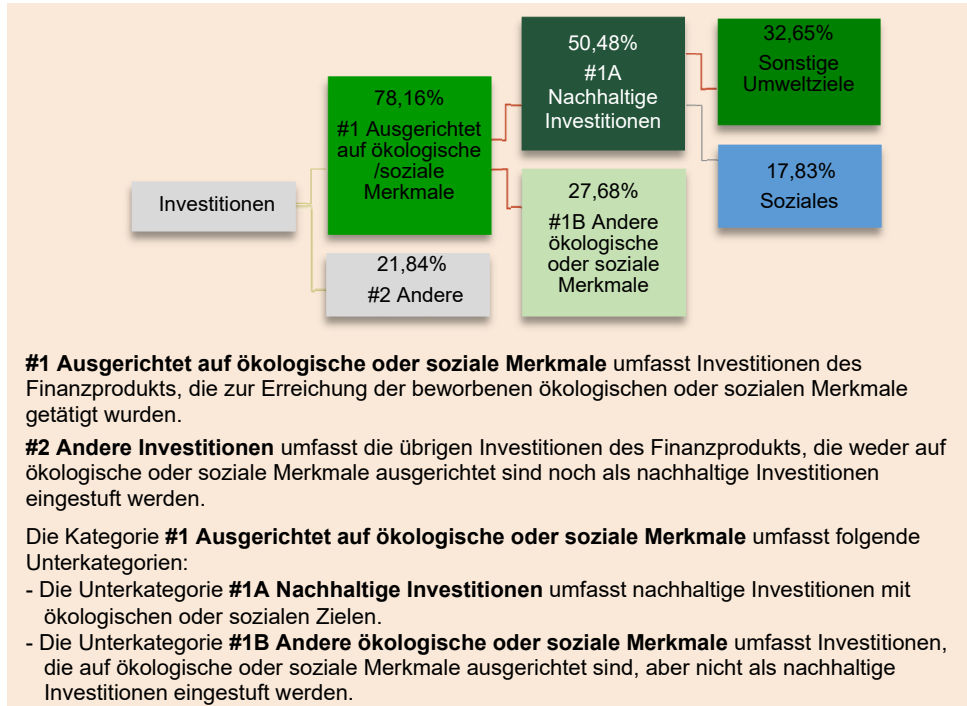 Investitionen
78,16%
#1 Ausgerichtet
auf ökologische
/soziale
Merkmale
21,84%
#2 Andere
50,48%
#1A
Nachhaltige
Investitionen
27,68%
#1B Andere
ökologische
oder soziale
Merkmale
32,65%
Sonstige
Umweltziele
17,83%
Soziales
#1 Ausgerichtet auf ökologische oder soziale Merkmale umfasst Investitionen des
Finanzprodukts, die zur Erreichung der beworbenen ökologischen oder sozialen Merkmale
getätigt wurden.
#2 Andere Investitionen umfasst die übrigen Investitionen des Finanzprodukts, die weder auf
ökologische oder soziale Merkmale ausgerichtet sind noch als nachhaltige Investitionen
eingestuft werden.
Die Kategorie #1 Ausgerichtet auf ökologische oder soziale Merkmale umfasst folgende
Unterkategorien:
- Die Unterkategorie #1A Nachhaltige Investitionen umfasst nachhaltige Investitionen mit
ökologischen oder sozialen Zielen.
- Die Unterkategorie #1B Andere ökologische oder soziale Merkmale umfasst Investitionen,
die auf ökologische oder soziale Merkmale ausgerichtet sind, aber nicht als nachhaltige
Investitionen eingestuft werden.